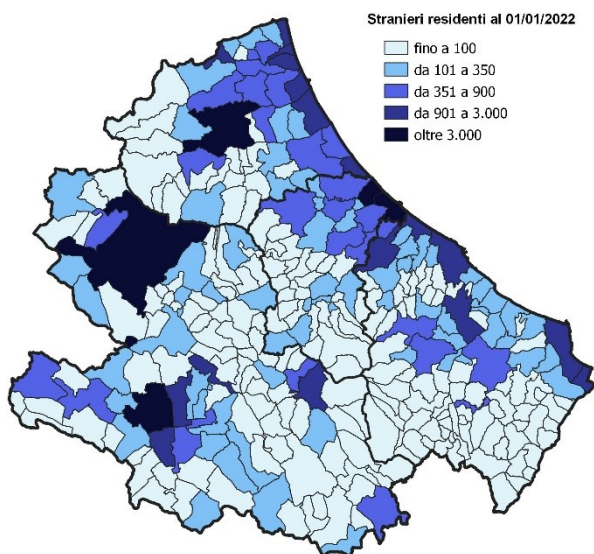 Stranieri residenti al 01/01/2022
fino a 100
da 101 a 350
da 351 a 900
da 901 a 3.000
oltre 3.000